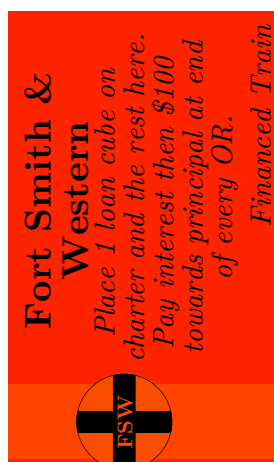 Fort Smith &
Western
Place 1 loan cube on
charter and the rest here.
Pay interest then $100
towards principal at end
of every OR.
Financed Train
FSW